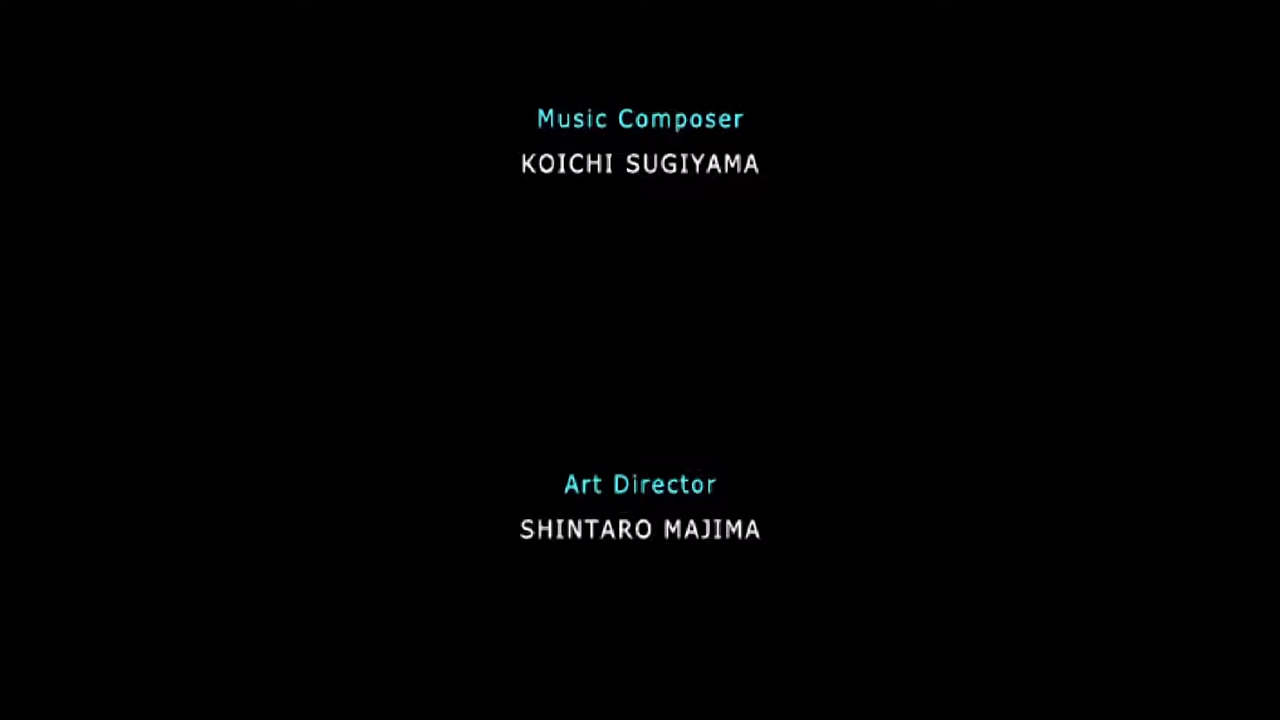 Music Composer
KOICHI SUGIYAMA
Art Director
SHINTARO MAJIMA